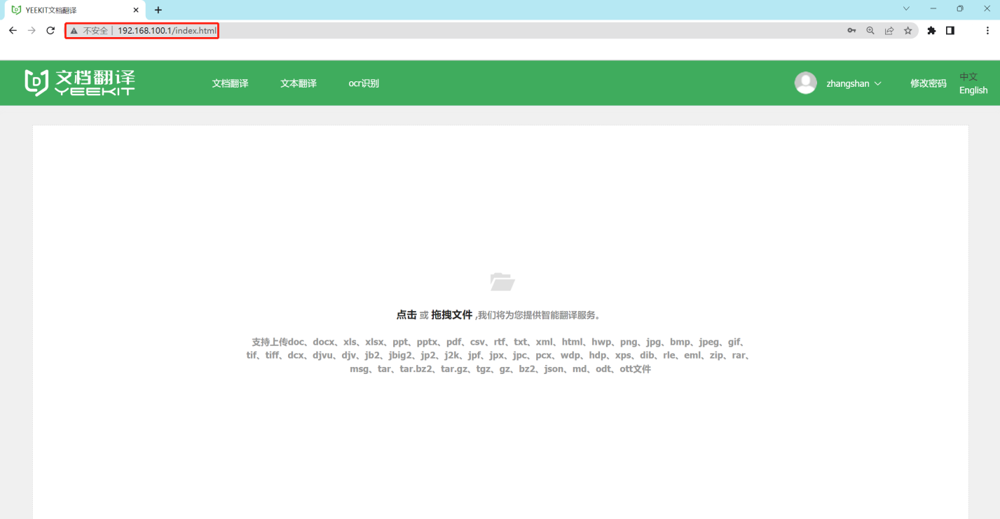 YEEKIT文档翻译
不安全 192.168.100.1/index.html
文档翻译
YEEKIT
文档翻译
文本翻译
ocr识别
zhangshan
修改密码
中文
English
点击 或 拖拽文件 ,我们将为您提供智能翻译服务。
支持上传doc、docx、xls、xlsx、ppt、pptx、pdf、csv、rtf、txt、xml、html、hwp、png、jpg、bmp、jpeg、gif、
tif、tiff、dcx、djvu、djv、jb2、jbig2、jp2、j2k、jpf、jpx、jpc、pcx、wdp、hdp、xps、dib、rle、eml、zip、rar、
msg、tar、tar.bz2、tar.gz、tgz、gz、bz2、json、md、odt、ott文件